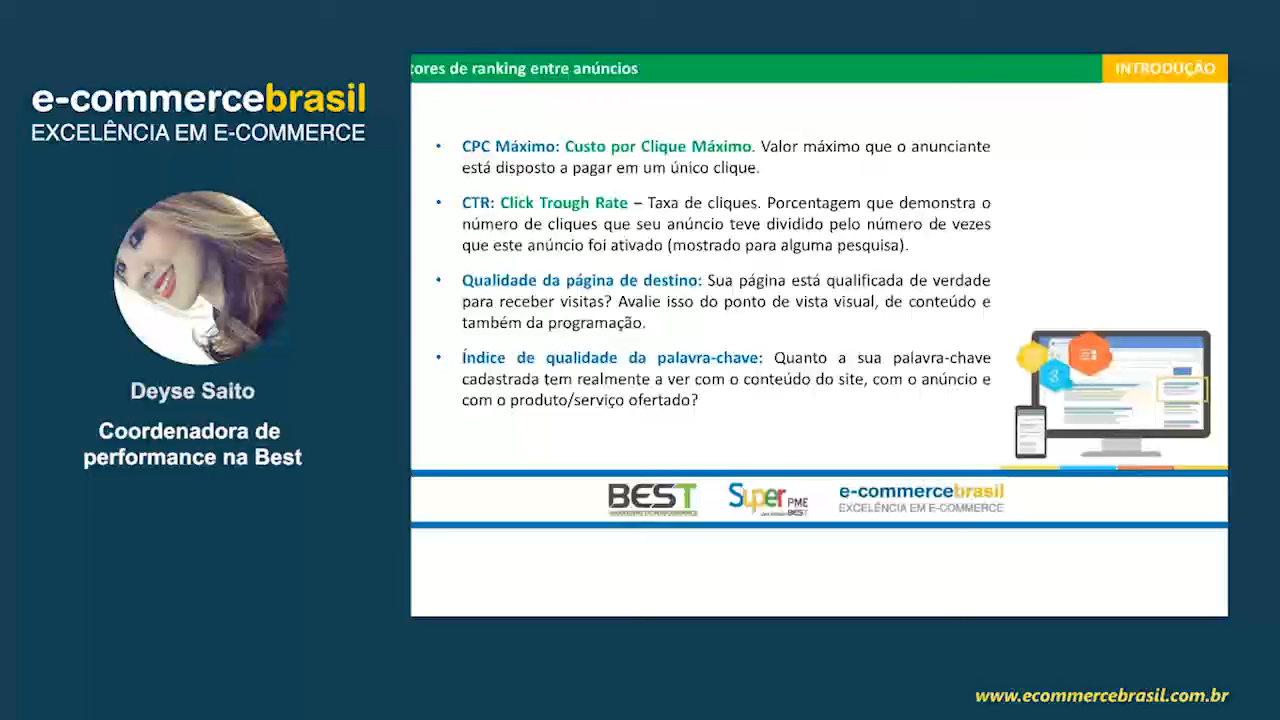 e-commercebrasil
EXCELÊNCIA EM E-COMMERCE
Deyse Saito
Coordenadora de
performance na Best
tores de ranking entre anúncios
INTRODUÇÃO
• CPC Máximo: Custo por Clique Máximo. Valor máximo que o anunciante
está disposto a pagar em um único clique.
• CTR: Click Trough Rate – Taxa de cliques. Porcentagem que demonstra o
número de cliques que seu anúncio teve dividido pelo número de vezes
que este anúncio foi ativado (mostrado para alguma pesquisa).
• Qualidade da página de destino: Sua página está qualificada de verdade
para receber visitas? Avalie isso do ponto de vista visual, de conteúdo e
também da programação.
• Índice de qualidade da palavra-chave: Quanto a sua palavra-chave
cadastrada tem realmente a ver com o conteúdo do site, com o anúncio e
com o produto/serviço ofertado?
BEST
Super PME
BEST
e-commercebrasil
EXCELÊNCIA EM E-COMMERCE
www.ecommercebrasil.com.br